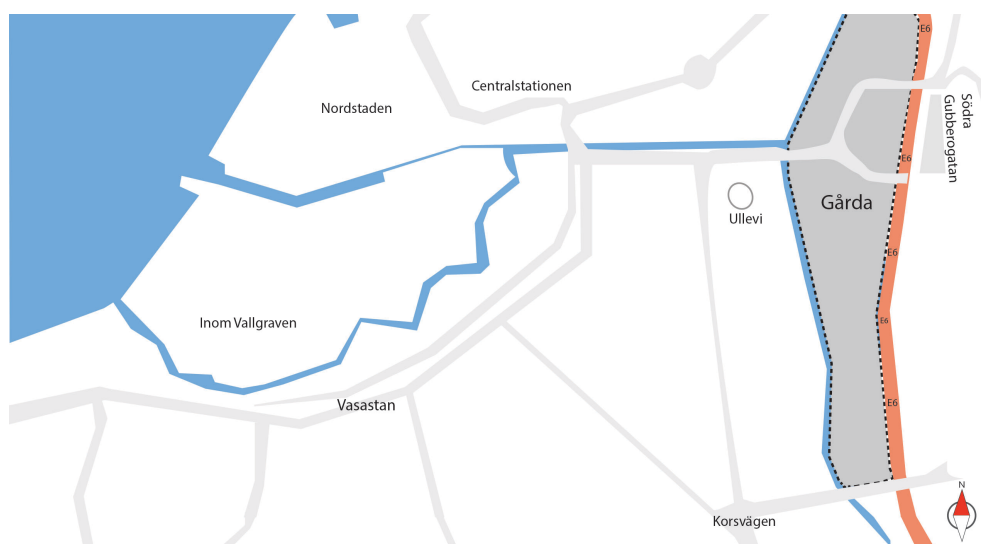 E6
Centralstationen
Nordstaden
Södra
Gubberogatan
E6
Gårda
Ullevi
E6
Inom Vallgraven
E6
Vasastan
E6
N
Korsvägen